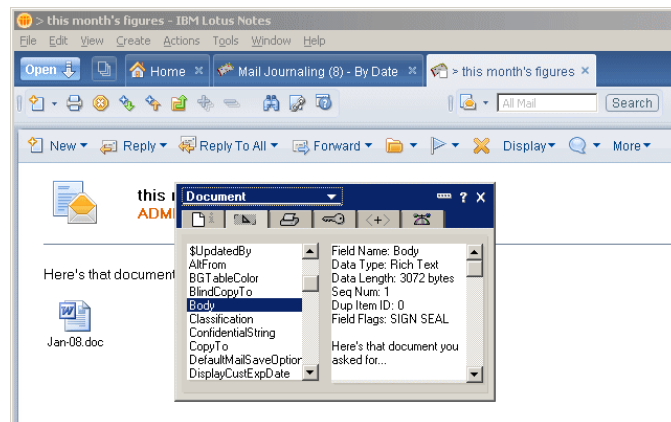 > this month's figures - IBM Lotus Notes
File Edit View Create Actions Tools Window Help
Open Home Mail Journaling (8) - By Date > this month's figures
All Mail Search
New Reply Reply To All Forward Display More
this
ADMI
Document
? X
$UpdatedBy
AltFrom
BGTableColor
BlindCopyTo
Body
Classification
ConfidentialString
CopyTo
DefaultMailSaveOption
DisplayCustExpDate
Field Name: Body
Data Type: Rich Text
Data Length: 3072 bytes
Seq Num: 1
Dup Item ID: 0
Field Flags: SIGN SEAL
Here's that document you
asked for...
Here's that document
Jan-08.doc